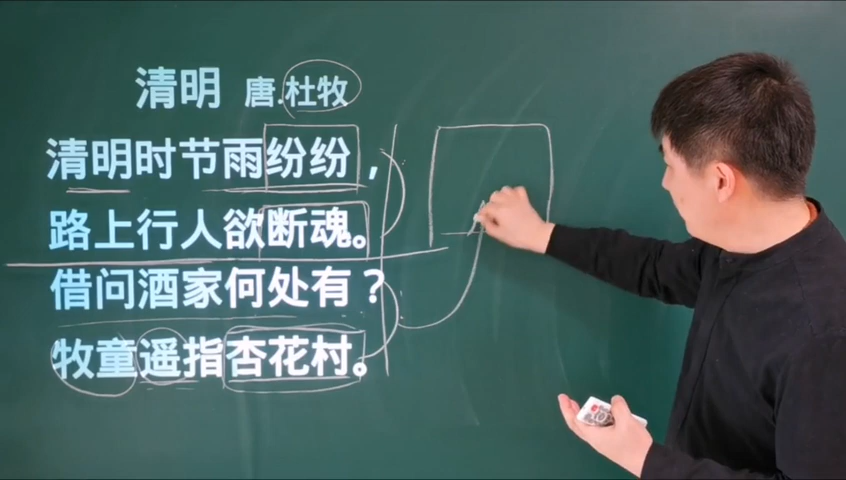 清明 唐.杜牧
清明时节雨纷纷，
路上行人欲断魂。
借问酒家何处有？
牧童遥指杏花村。